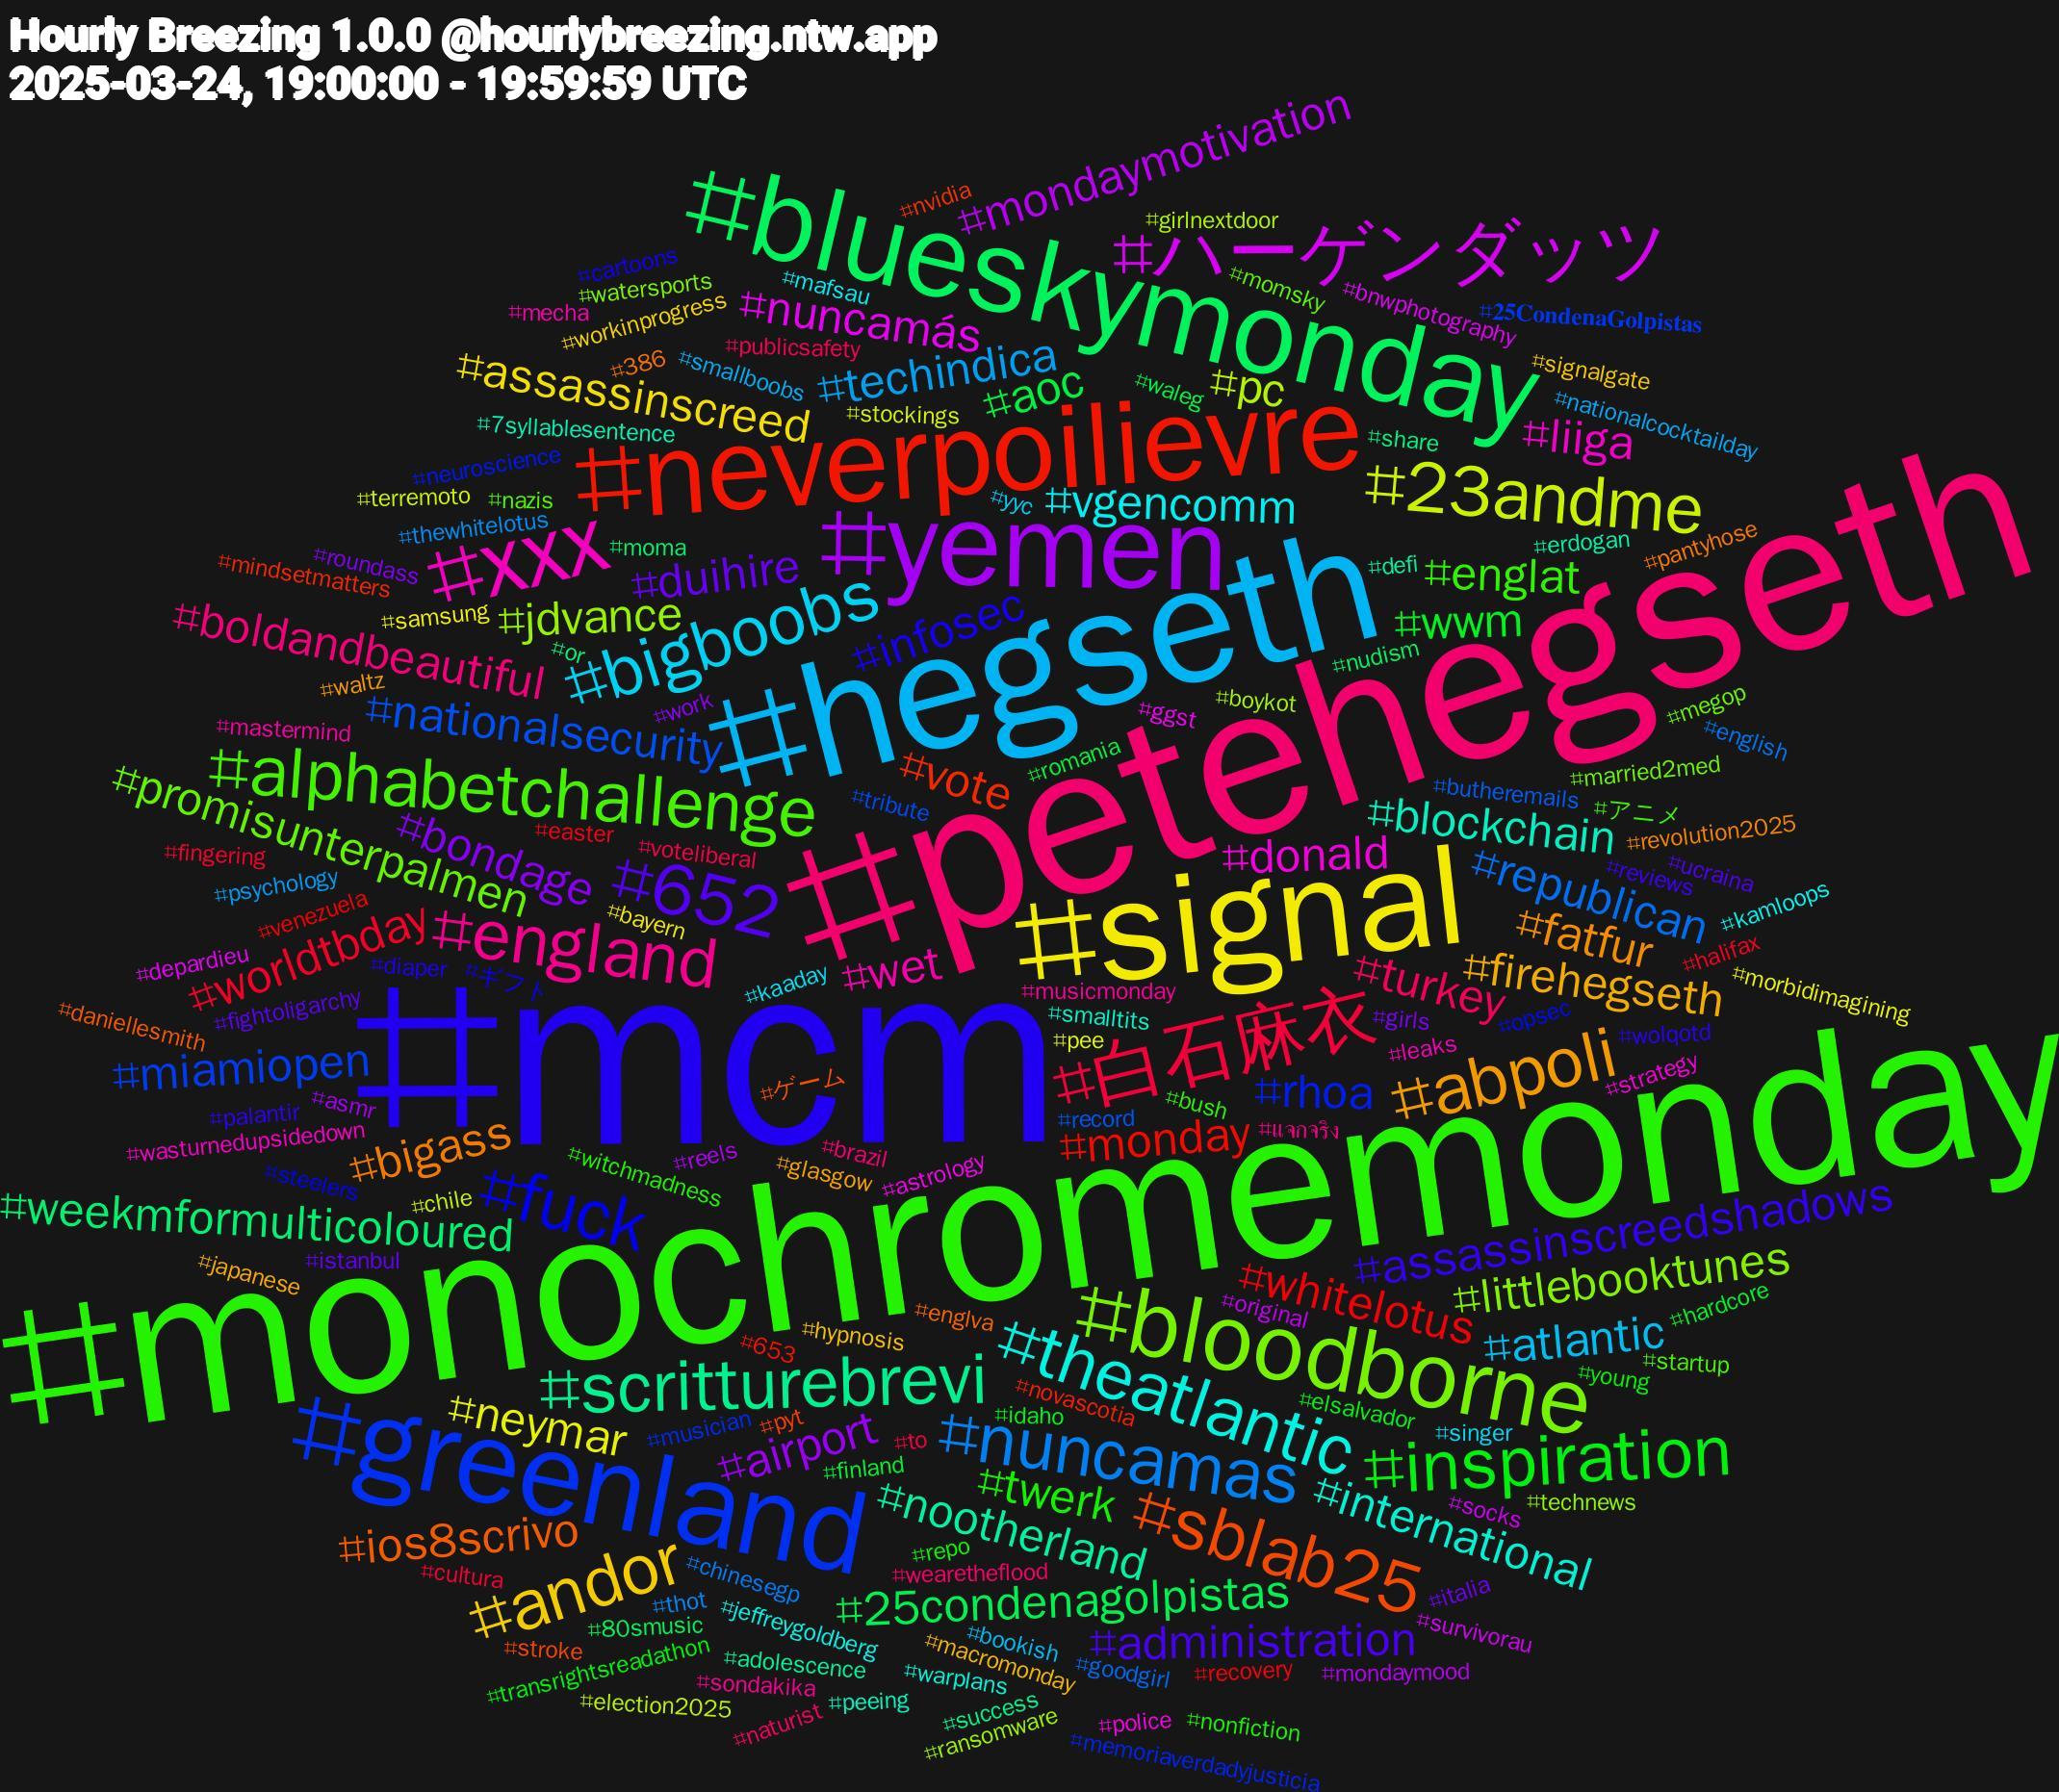 Hourly Breezing 1.0.0 @hourlybreezing.ntw.app
2025-03-24, 19:00:00 - 19:59:59 UTC
#mondaymotivation
#nvidia
#girlnextdoor
#blueskymonday
#ハーゲンダッツ
#cartoons
#watersports
#mafsau
#momsky
#bnwphotography
#mecha
#workinprogress
#nuncamás
#25CondenaGolpistas
#publicsafety
#386
#smallboobs
#techindica
#aoc
#waleg
#pc
#signalgate
#assassinscreed
#stockings
#nationalcocktailday
#7syllablesentence
#neverpoilievre
#share
#liiga
#neuroscience
#terremoto
#nazis
#yyc
#vgencomm
#23andme
#thewhitelotus
#xxx
#moma
#yemen
#erdogan
#pantyhose
#roundass
#mindsetmatters
#duihire
#defi
#englat
#petehegseth
#samsung
#jdvance
#bigboobs
#hegseth
#infosec
#wwm
#boldandbeautiful
#or
#nudism
#waltz
#work
#boykot
#megop
#ggst
#english
#mastermind
#nationalsecurity
#bayern
#romania
#married2med
#alphabetchallenge
#vote
#butheremails
#アニメ
#promisunterpalmen
#tribute
#blockchain
#revolution2025
#easter
#bondage
#652
#signal
#donald
#reviews
#ucraina
#fingering
#voteliberal
#republican
#psychology
#kamloops
#venezuela
#worldtbday
#england
#wet
#fatfur
#depardieu
#diaper
#ギフト
#firehegseth
#turkey
#halifax
#kaaday
#morbidimagining
#musicmonday
#fightoligarchy
#daniellesmith
#smalltits
#girls
#opsec
#wolqotd
#白石麻衣
#pee
#mcm
#miamiopen
#leaks
#strategy
#ゲーム
#rhoa
#abpoli
#palantir
#asmr
#bush
#record
#monochromemonday
#wasturnedupsidedown
#bigass
#reels
#brazil
#แจกจริง
#monday
#astrology
#glasgow
#witchmadness
#steelers
#fuck
#assassinscreedshadows
#chile
#weekmformulticoloured
#istanbul
#japanese
#littlebooktunes
#bloodborne
#whitelotus
#original
#hardcore
#englva
#hypnosis
#653
#theatlantic
#atlantic
#scritturebrevi
#greenland
#startup
#young
#novascotia
#pyt
#elsalvador
#neymar
#musician
#idaho
#airport
#to
#singer
#nuncamas
#inspiration
#finland
#twerk
#technews
#nootherland
#international
#sblab25
#socks
#ios8scrivo
#repo
#wearetheflood
#cultura
#andor
#chinesegp
#25condenagolpistas
#italia
#thot
#80smusic
#jeffreygoldberg
#administration
#survivorau
#stroke
#bookish
#transrightsreadathon
#macromonday
#adolescence
#goodgirl
#recovery
#mondaymood
#sondakika
#warplans
#election2025
#peeing
#success
#naturist
#police
#nonfiction
#ransomware
#memoriaverdadyjusticia